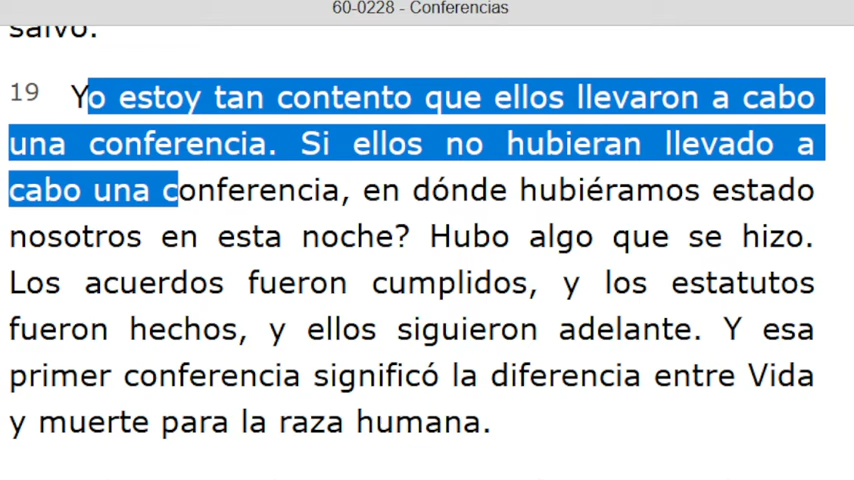 60-0228 - Conferencias
salvo.
19 Yo estoy tan contento que ellos llevaron a cabo
una conferencia. Si ellos no hubieran llevado a
cabo una conferencia, en dónde hubiéramos estado
nosotros en esta noche? Hubo algo que se hizo.
Los acuerdos fueron cumplidos, y los estatutos
fueron hechos, y ellos siguieron adelante. Y esa
primer conferencia significó la diferencia entre Vida
y muerte para la raza humana.